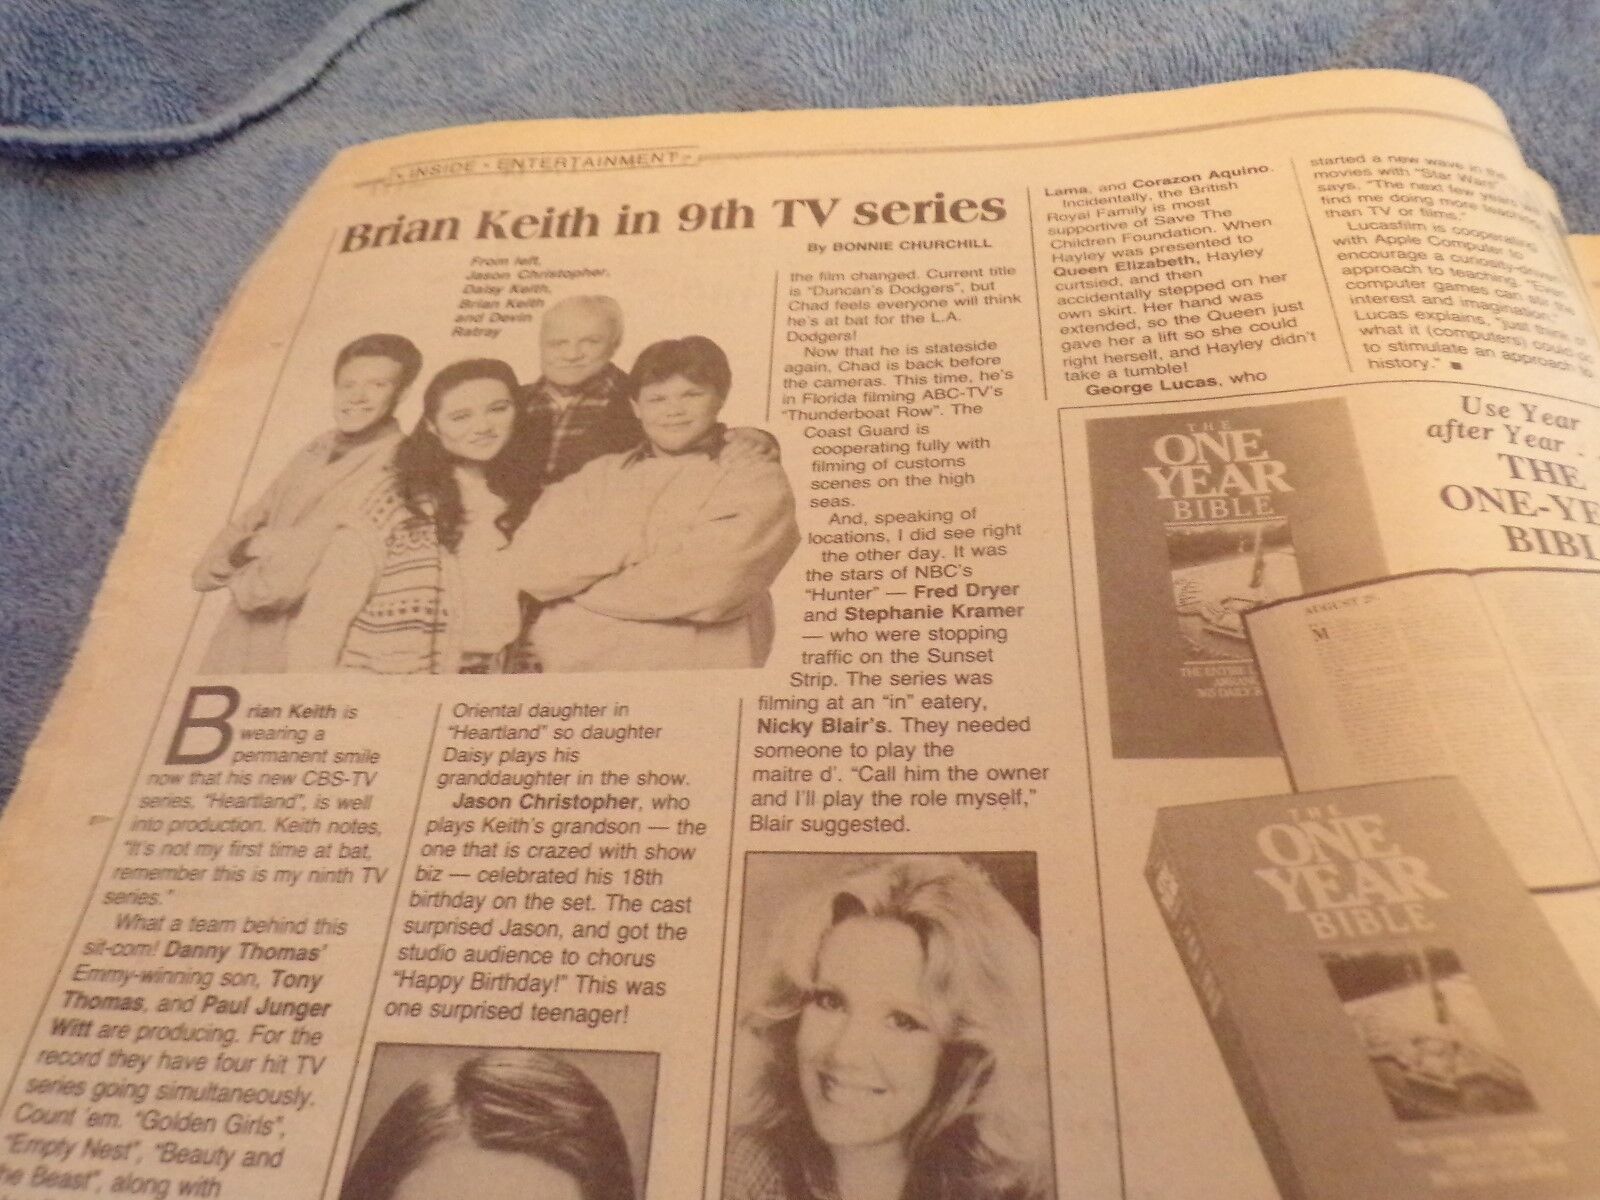 INSIDE • ENTERTAINMENT
Brian Keith in 9th TV series
By BONNIE CHURCHILL
From left,
Jason Christopher,
Daisy Keith,
Brian Keith
and Devin
Ratray
Brian Keith is
wearing a
permanent smile
now that his new CBS-TV
series, "Heartland", is well
into production. Keith notes,
"It's not my first time at bat,
remember this is my ninth TV
series."
What a team behind this
sit-com! Danny Thomas'
Emmy-winning son, Tony
Thomas, and Paul Junger
Witt are producing. For the
record they have four hit TV
series going simultaneously.
Count 'em. "Golden Girls",
"Empty Nest", "Beauty and
the Beast", along with
Oriental daughter in
"Heartland" so daughter
Daisy plays his
granddaughter in the show.
Jason Christopher, who
plays Keith's grandson — the
one that is crazed with show
biz — celebrated his 18th
birthday on the set. The cast
surprised Jason, and got the
studio audience to chorus
"Happy Birthday!" This was
one surprised teenager!
the film changed. Current title
is "Duncan's Dodgers", but
Chad feels everyone will think
he's at bat for the L.A.
Dodgers!
Now that he is stateside
again, Chad is back before
the cameras. This time, he's
in Florida filming ABC-TV's
"Thunderboat Row". The
Coast Guard is
cooperating fully with
filming of customs
scenes on the high
seas.
And, speaking of
locations, I did see right
the other day. It was
the stars of NBC's
"Hunter" — Fred Dryer
and Stephanie Kramer
— who were stopping
traffic on the Sunset
Strip. The series was
filming at an "in" eatery,
Nicky Blair's. They needed
someone to play the
maitre d'. "Call him the owner
and I'll play the role myself,"
Blair suggested.
Lama, and Corazon Aquino.
Incidentally, the British
Royal Family is most
supportive of Save The
Children Foundation. When
Hayley was presented to
Queen Elizabeth, Hayley
curtsied, and then
accidentally stepped on her
own skirt. Her hand was
extended, so the Queen just
gave her a lift so she could
right herself, and Hayley didn't
take a tumble!
George Lucas, who
started a new wave in the
movies with "Star Wars"
says, "The next few years will
find me doing more teaching
than TV or films."
Lucasfilm is cooperating
with Apple Computer to
encourage a curiosity-driven
approach to teaching. "Even
computer games can stir the
interest and imagination,"
Lucas explains, "just think of
what it (computers) could do
to stimulate an approach to
history." ■
Use Year
after Year . .
THE
ONE-YE
BIBL
THE
ONE
YEAR
BIBLE
THE ENTIRE
365 DAILY
AUGUST 25
M
THE
ONE
YEAR
BIBLE